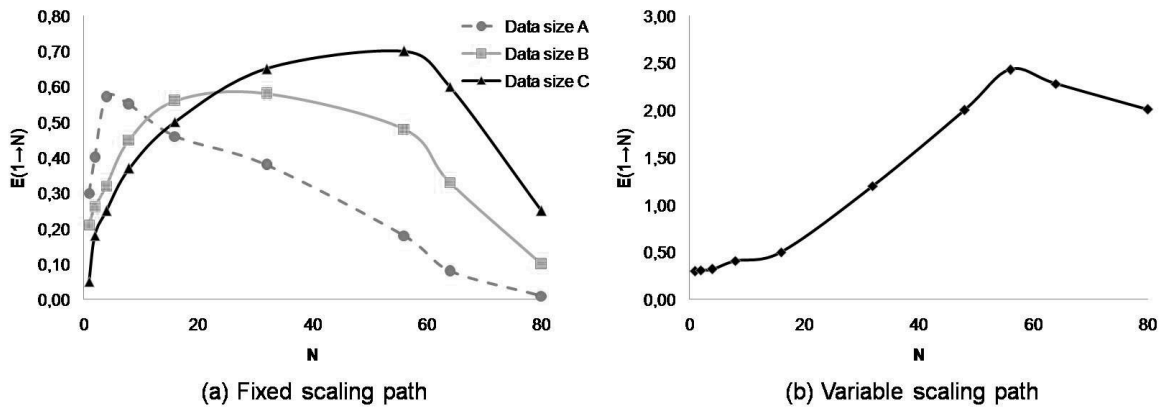 0,80
0,70
0,60
0,50
0,40
0,30
0,20
0,10
0,00
E(1→N)
0
20
40
60
80
N
Data size A
Data size B
Data size C
(a) Fixed scaling path
3,00
2,50
2,00
1,50
1,00
0,50
0,00
E(1→N)
0
20
40
60
80
N
(b) Variable scaling path